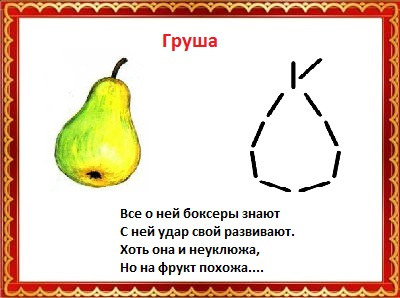 Груша
Все о ней боксеры знают
С ней удар свой развивают.
Хоть она и неуклюжа,
Но на фрукт похожа....